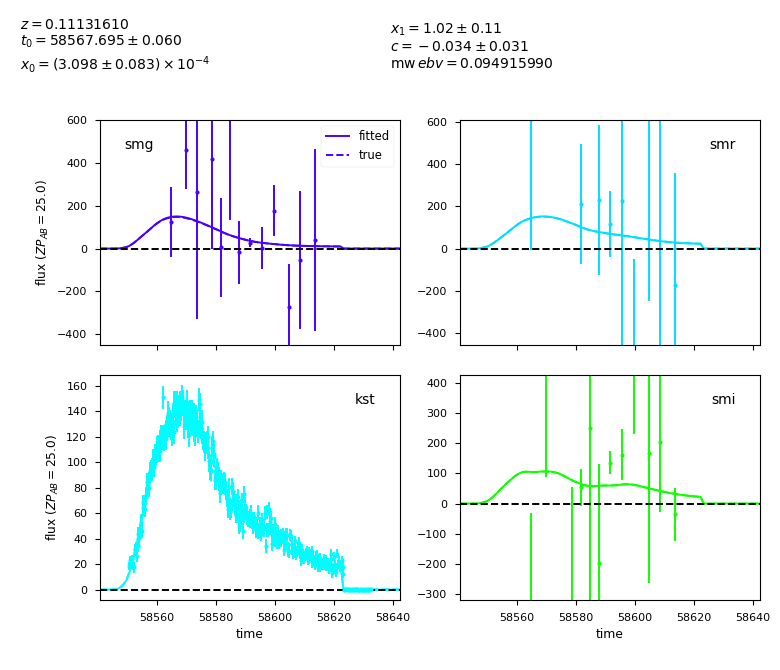 z = 0.11131610
t₀ = 58567.695 ± 0.060
x₀ = (3.098 ± 0.083) × 10⁻⁴
x₁ = 1.02 ± 0.11
c = −0.034 ± 0.031
mw ebv = 0.094915990
smg
fitted
true
600
400
200
0
−200
−400
flux (ZP_AB = 25.0)
smr
600
400
200
0
−200
−400
kst
160
140
120
100
80
60
40
20
0
flux (ZP_AB = 25.0)
58560 58580 58600 58620 58640
time
smi
400
300
200
100
0
−100
−200
−300
58560 58580 58600 58620 58640
time